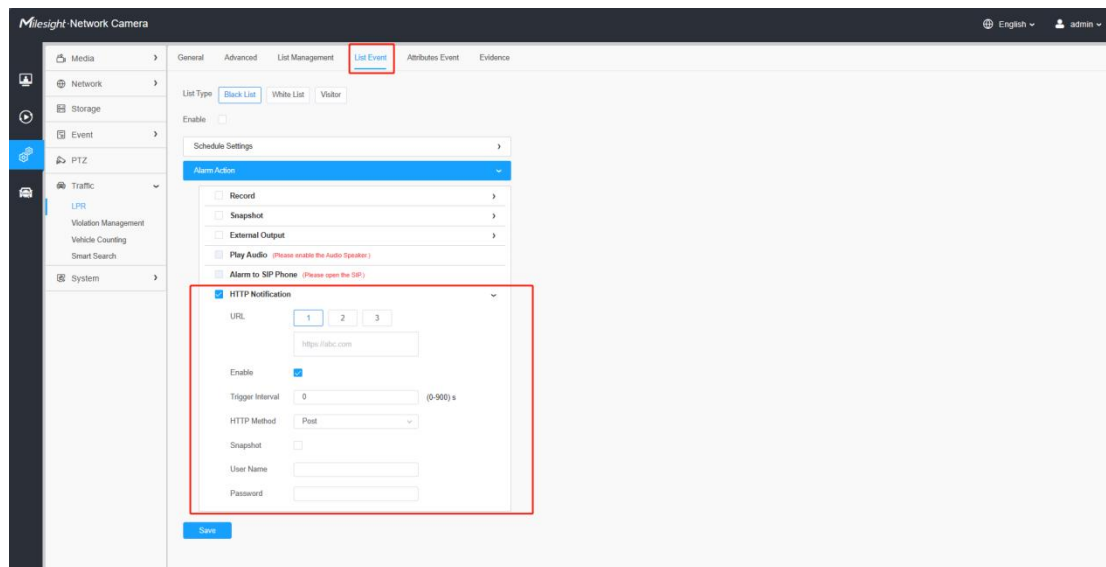 Milesight·Network Camera
English
admin
Media
Network
Storage
Event
PTZ
Traffic
LPR
Violation Management
Vehicle Counting
Smart Search
System
General Advanced List Management List Event Attributes Event Evidence
List Type Black List White List Visitor
Enable
Schedule Settings
Alarm Action
Record
Snapshot
External Output
Play Audio (Please enable the Audio Speaker.)
Alarm to SIP Phone (Please open the SIP.)
HTTP Notification
URL 1 2 3
https://abc.com
Enable
Trigger Interval 0 (0-900) s
HTTP Method Post
Snapshot
User Name
Password
Save